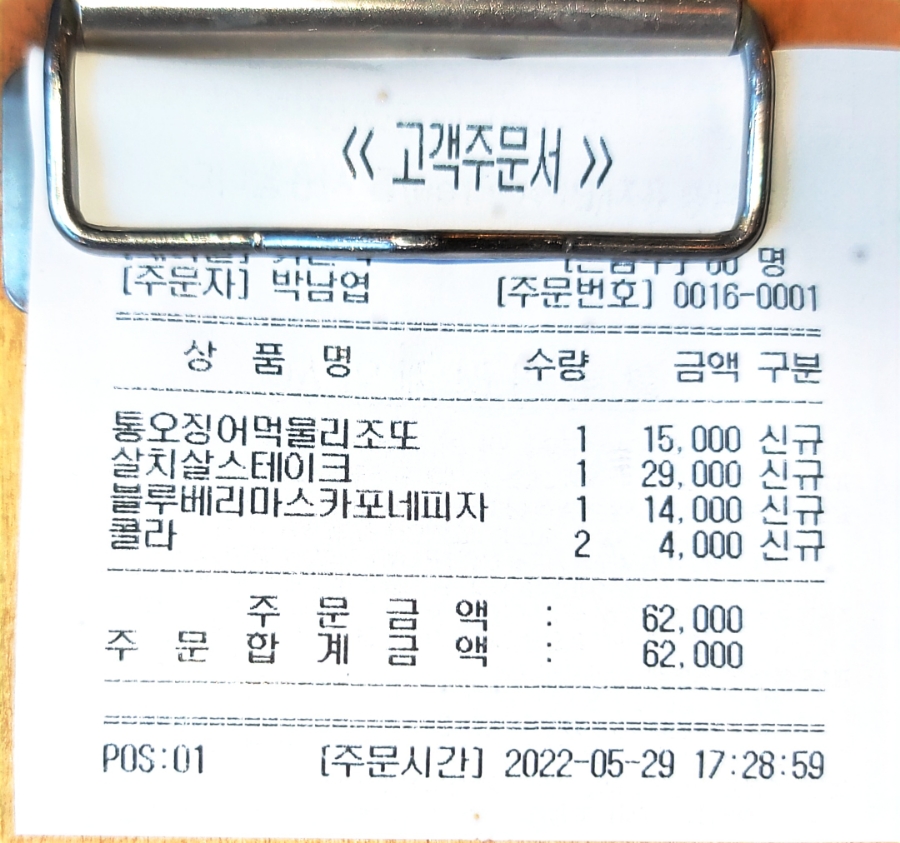 《 고객주문서 》
명
[주문자] 박남엽 [주문번호] 0016-0001
상 품 명 수량 금액 구분
통오징어먹물리조또 1 15,000 신규
살치살스테이크 1 29,000 신규
블루베리마스카포네피자 1 14,000 신규
콜라 2 4,000 신규
주 문 금 액 : 62,000
주 문 합 계 금 액 : 62,000
POS:01 [주문시간] 2022-05-29 17:28:59